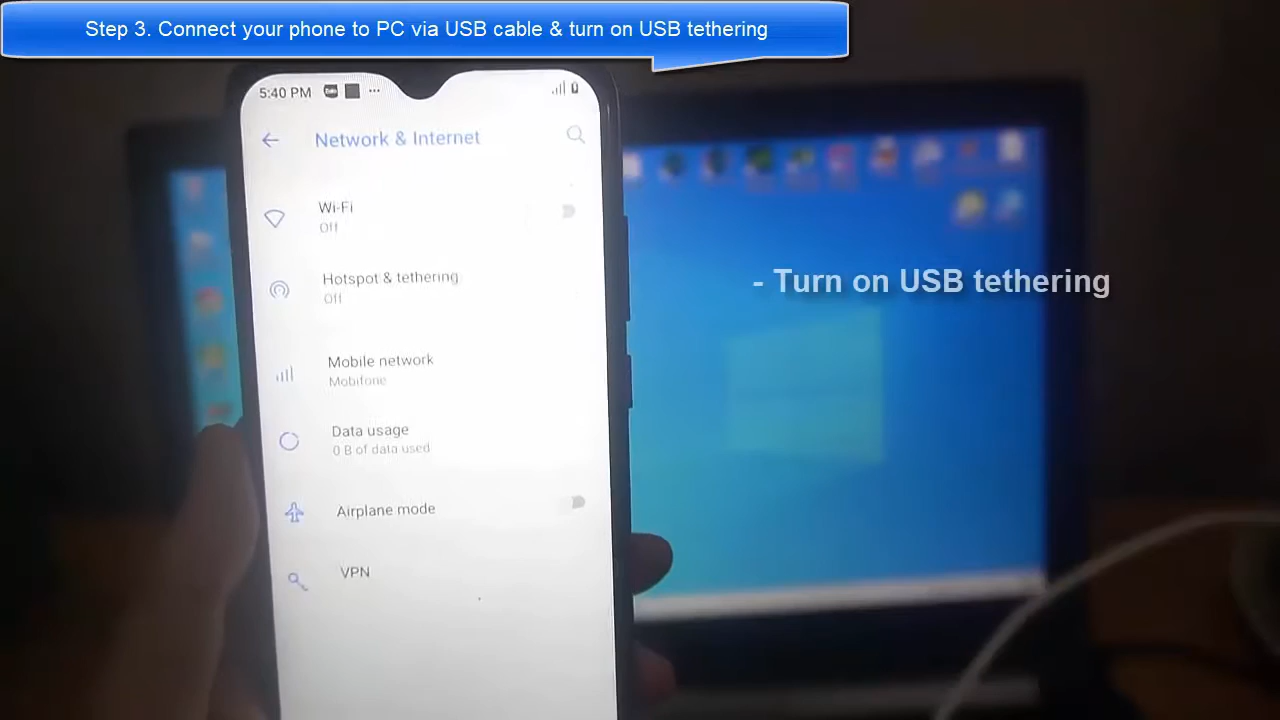 Step 3. Connect your phone to PC via USB cable & turn on USB tethering
5:40 PM
Network & Internet
Wi-Fi
Off
Hotspot & tethering
Off
- Turn on USB tethering
Mobile network
Mobifone
Data usage
0 B of data used
Airplane mode
VPN